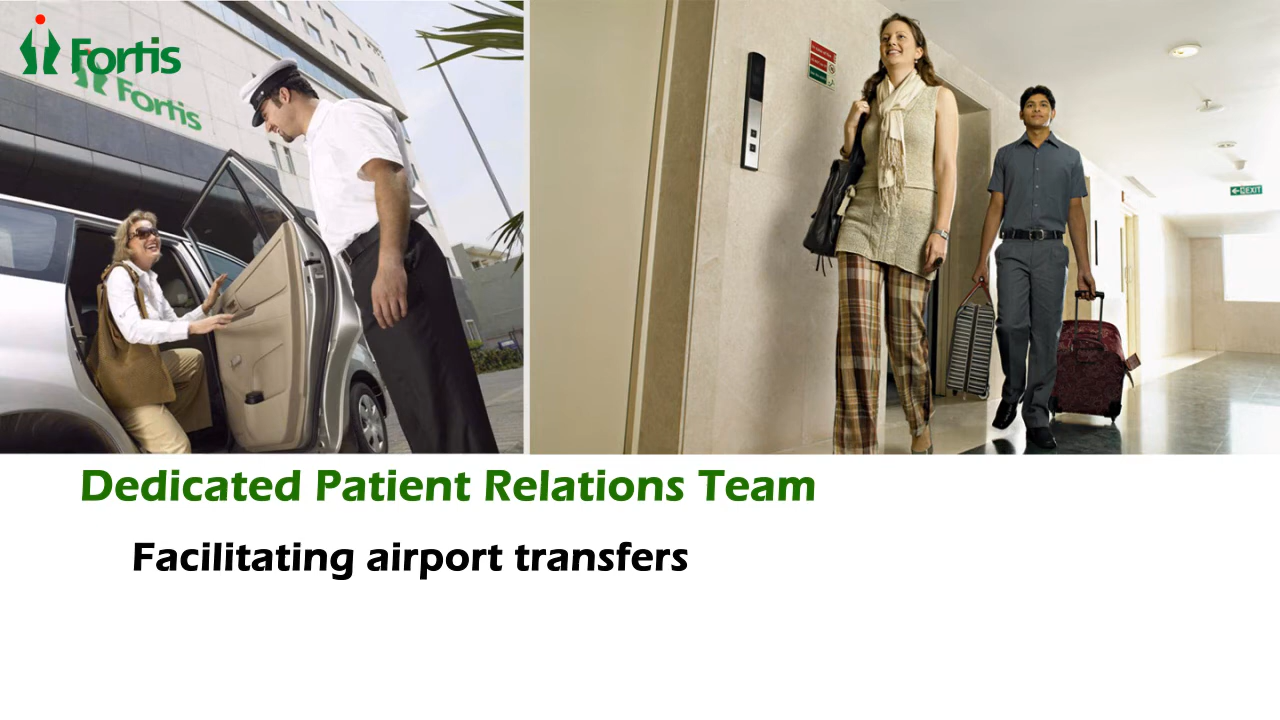 Fortis
Fortis
EXIT
Dedicated Patient Relations Team
Facilitating airport transfers